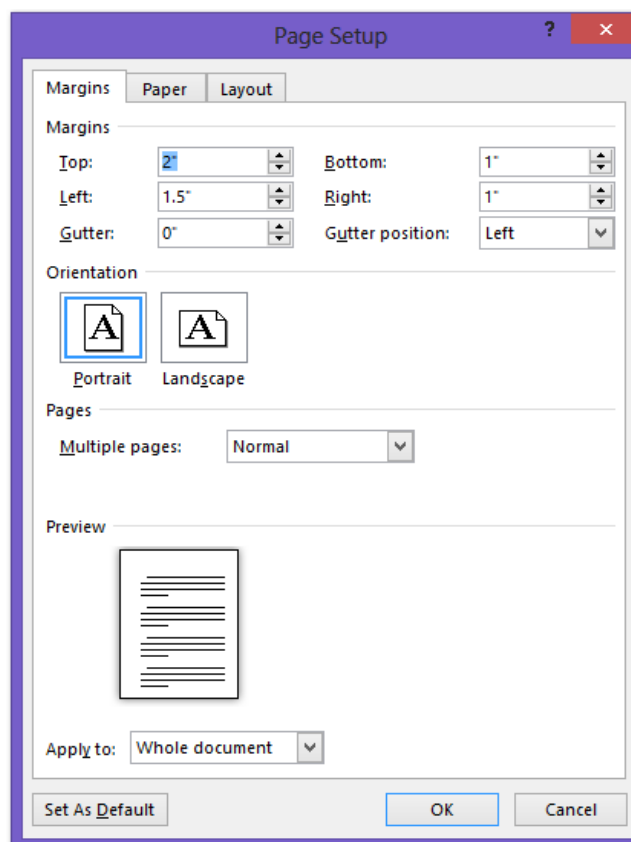 Page Setup ?
Margins Paper Layout
Margins
Top: 2" Bottom: 1"
Left: 1.5" Right: 1"
Gutter: 0" Gutter position: Left
Orientation
A A
Portrait Landscape
Pages
Multiple pages: Normal
Preview
Apply to: Whole document
Set As Default OK Cancel